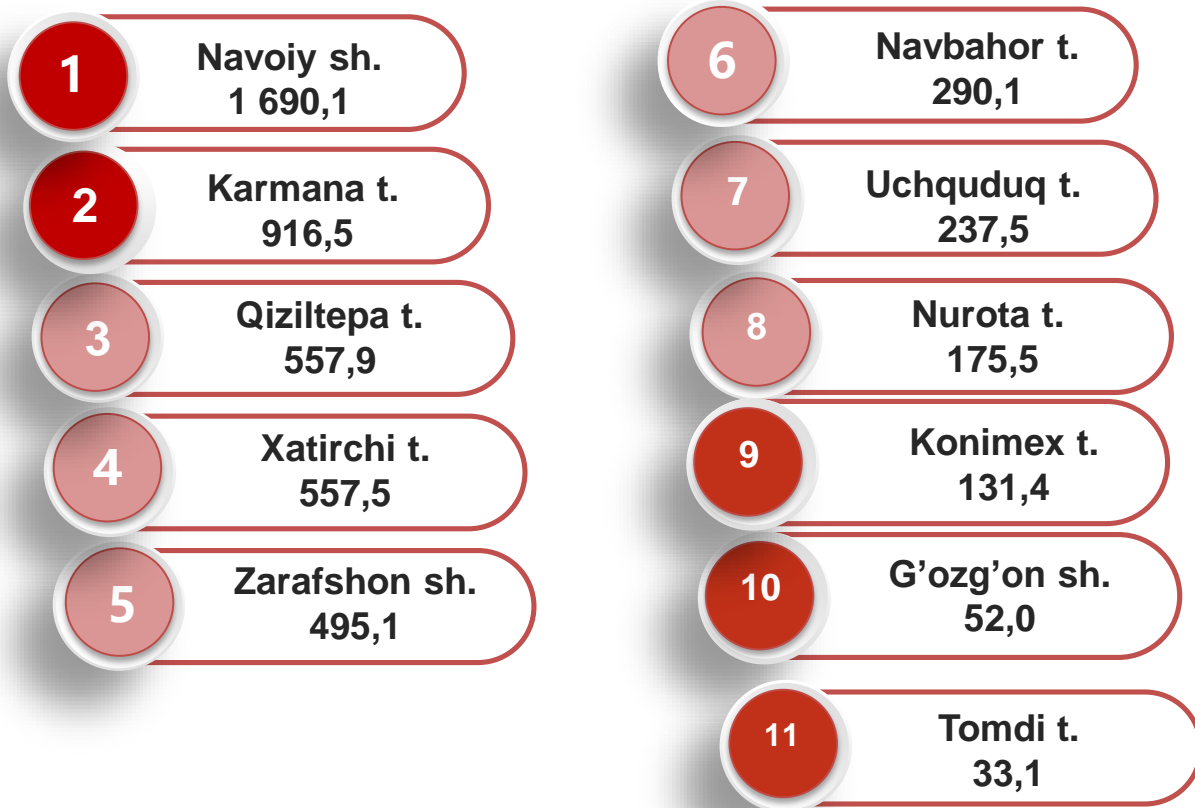 1
Navoiy sh.
1 690,1
2
Karmana t.
916,5
3
Qiziltepa t.
557,9
4
Xatirchi t.
557,5
5
Zarafshon sh.
495,1
6
Navbahor t.
290,1
7
Uchquduq t.
237,5
8
Nurota t.
175,5
9
Konimex t.
131,4
10
G’ozg’on sh.
52,0
11
Tomdi t.
33,1